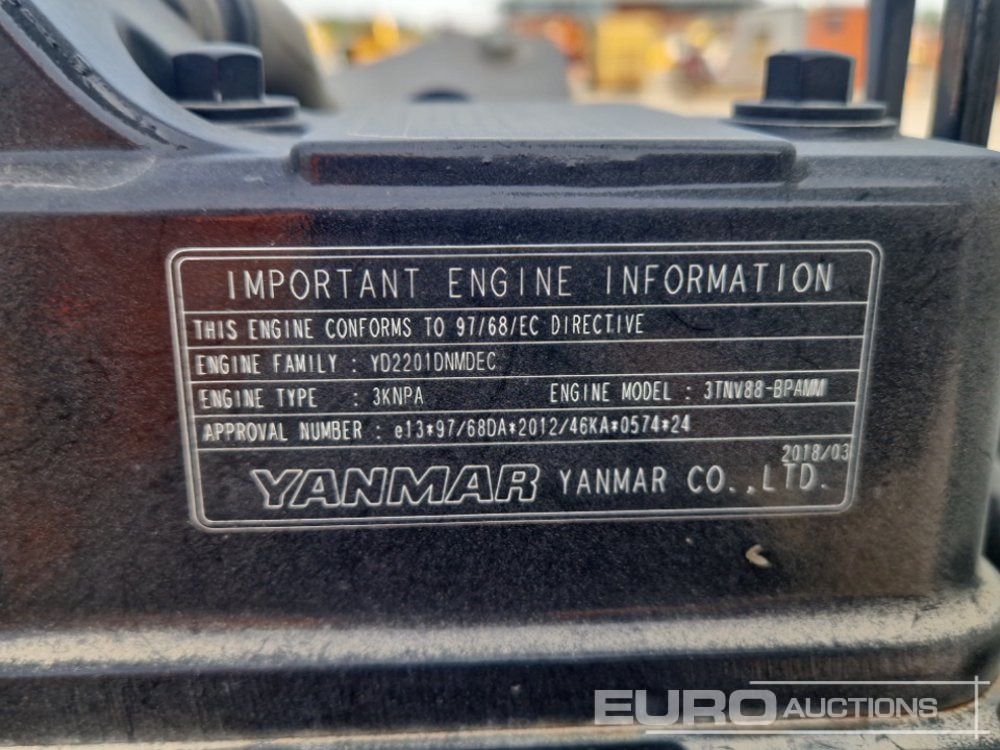 IMPORTANT ENGINE INFORMATION
THIS ENGINE CONFORMS TO 97/68/EC DIRECTIVE
ENGINE FAMILY : YD2201DNMDEC
ENGINE TYPE : 3KNPA ENGINE MODEL : 3TNV88-BPAMM
APPROVAL NUMBER : e13*97/68DA*2012/46KA*0574*24
2018/03
YANMAR YANMAR CO.,LTD.
EURO AUCTIONS